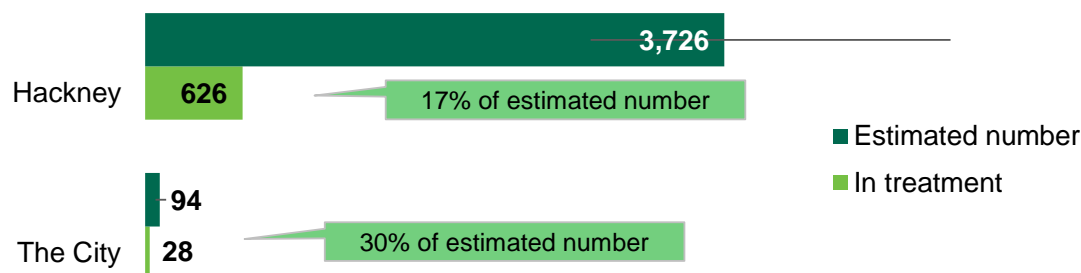 3,726
Hackney
626
17% of estimated number
Estimated number
In treatment
94
The City
28
30% of estimated number